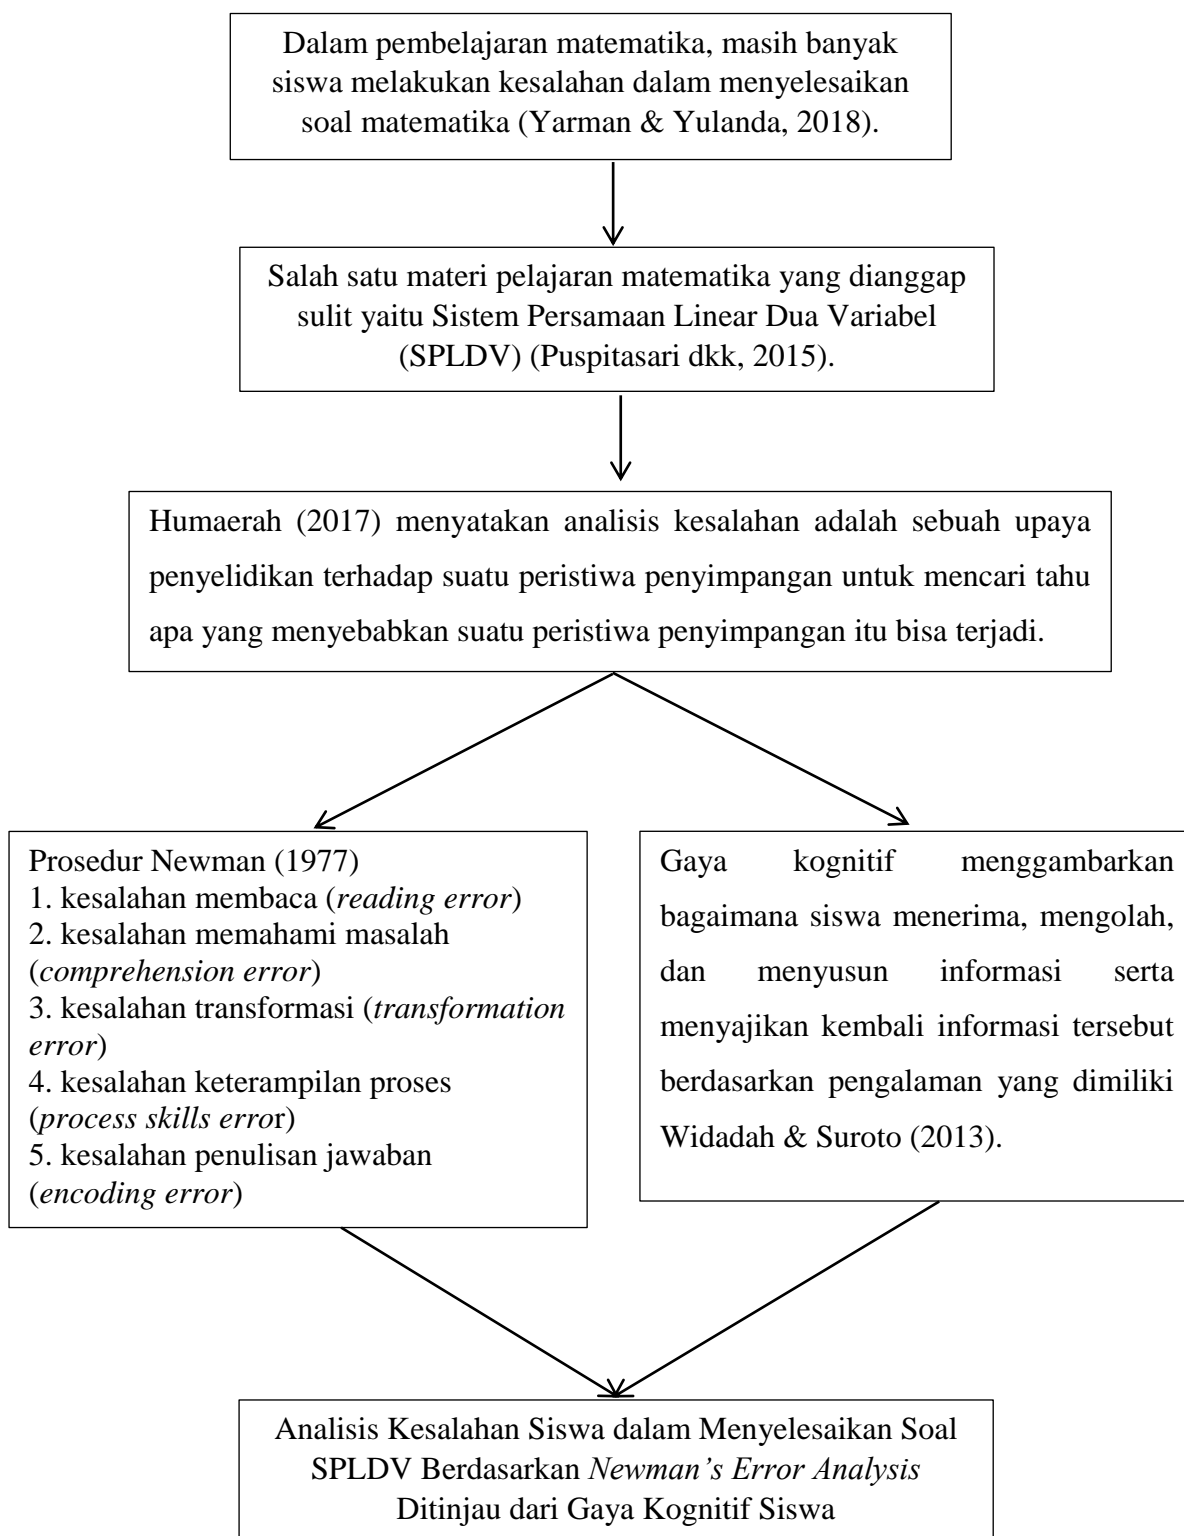 Dalam pembelajaran matematika, masih banyak
siswa melakukan kesalahan dalam menyelesaikan
soal matematika (Yarman & Yulanda, 2018).
Salah satu materi pelajaran matematika yang dianggap
sulit yaitu Sistem Persamaan Linear Dua Variabel
(SPLDV) (Puspitasari dkk, 2015).
Humaerah (2017) menyatakan analisis kesalahan adalah sebuah upaya
penyelidikan terhadap suatu peristiwa penyimpangan untuk mencari tahu
apa yang menyebabkan suatu peristiwa penyimpangan itu bisa terjadi.
Prosedur Newman (1977)
1. kesalahan membaca (reading error)
2. kesalahan memahami masalah
(comprehension error)
3. kesalahan transformasi (transformation
error)
4. kesalahan keterampilan proses
(process skills error)
5. kesalahan penulisan jawaban
(encoding error)
Gaya kognitif menggambarkan
bagaimana siswa menerima, mengolah,
dan menyusun informasi serta
menyajikan kembali informasi tersebut
berdasarkan pengalaman yang dimiliki
Widadah & Suroto (2013).
Analisis Kesalahan Siswa dalam Menyelesaikan Soal
SPLDV Berdasarkan Newman’s Error Analysis
Ditinjau dari Gaya Kognitif Siswa